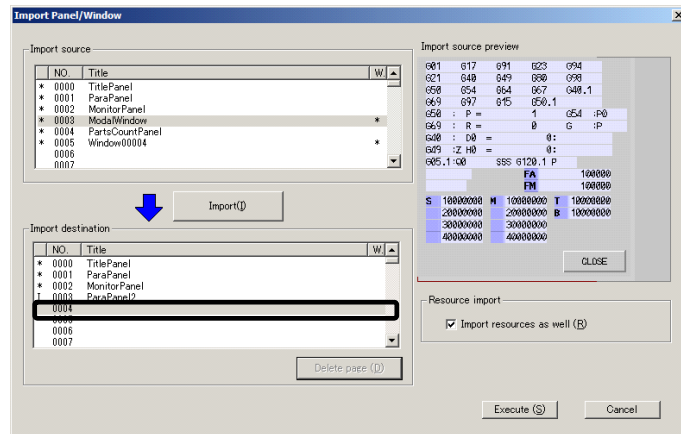 Import Panel/Window
Import source
NO. Title W.
* 0000 TitlePanel
* 0001 ParaPanel
* 0002 MonitorPanel
* 0003 ModalWindow *
* 0004 PartsCountPanel
* 0005 Window00004 *
0006
0007
Import(I)
Import destination
NO. Title W.
* 0000 TitlePanel
* 0001 ParaPanel
* 0002 MonitorPanel
I 0003 ParaPanel2
0004
0005
0006
0007
Delete page (D)
Import source preview
G01 G17 G91 G23 G94
G21 G40 G49 G80 G98
G50 G54 G64 G67 G40.1
G69 G97 G15 G50.1
G50 : P = 1 G54 :P0
G69 : R = 0 G :P
G40 : D0 = 0:
G49 :Z H0 = 0:
G05.1:Q0 SSS G120.1 P
FA 100000
FM 100000
S 10000000 M 10000000 T 10000000
20000000 20000000 B 10000000
30000000 30000000
40000000 40000000
CLOSE
Resource import
Import resources as well (R)
Execute (S) Cancel